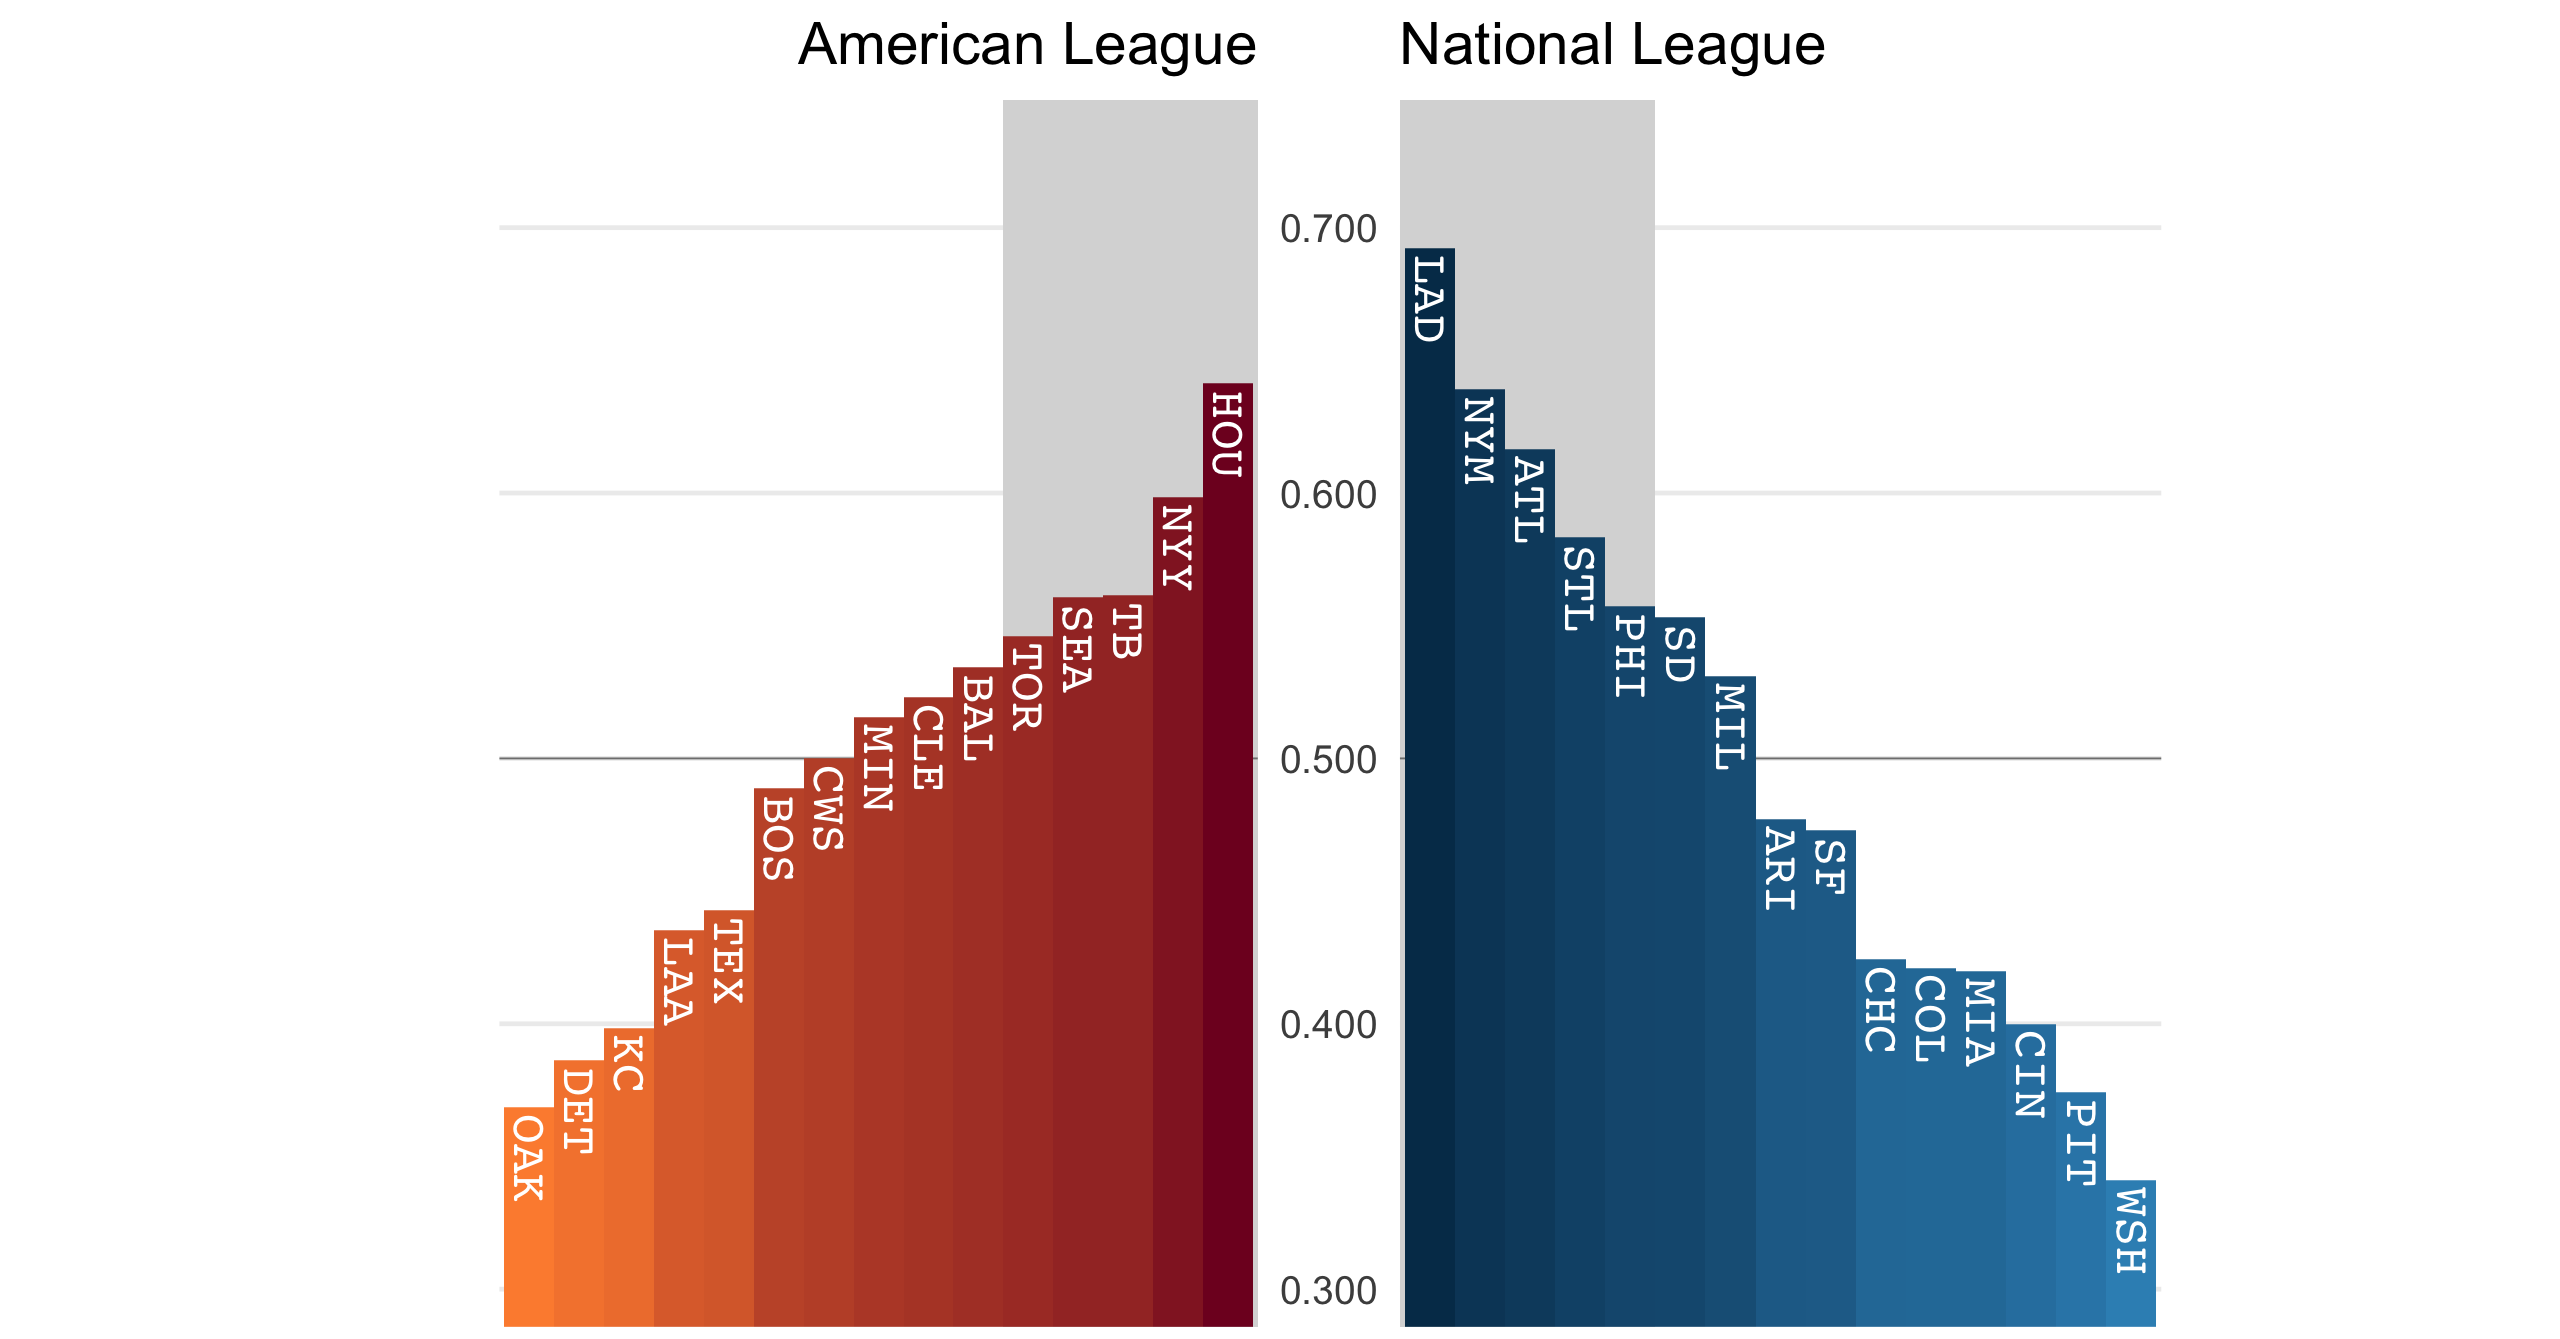 American League
National League
0.700
0.600
0.500
0.400
0.300
OAK
DET
KC
LAA
TEX
BOS
CWS
MIN
CLE
BAL
TOR
SEA
TB
NYY
HOU
LAD
NYM
ATL
STL
PHI
SD
MIL
ARI
SF
CHC
COL
MIA
CIN
PIT
WSH